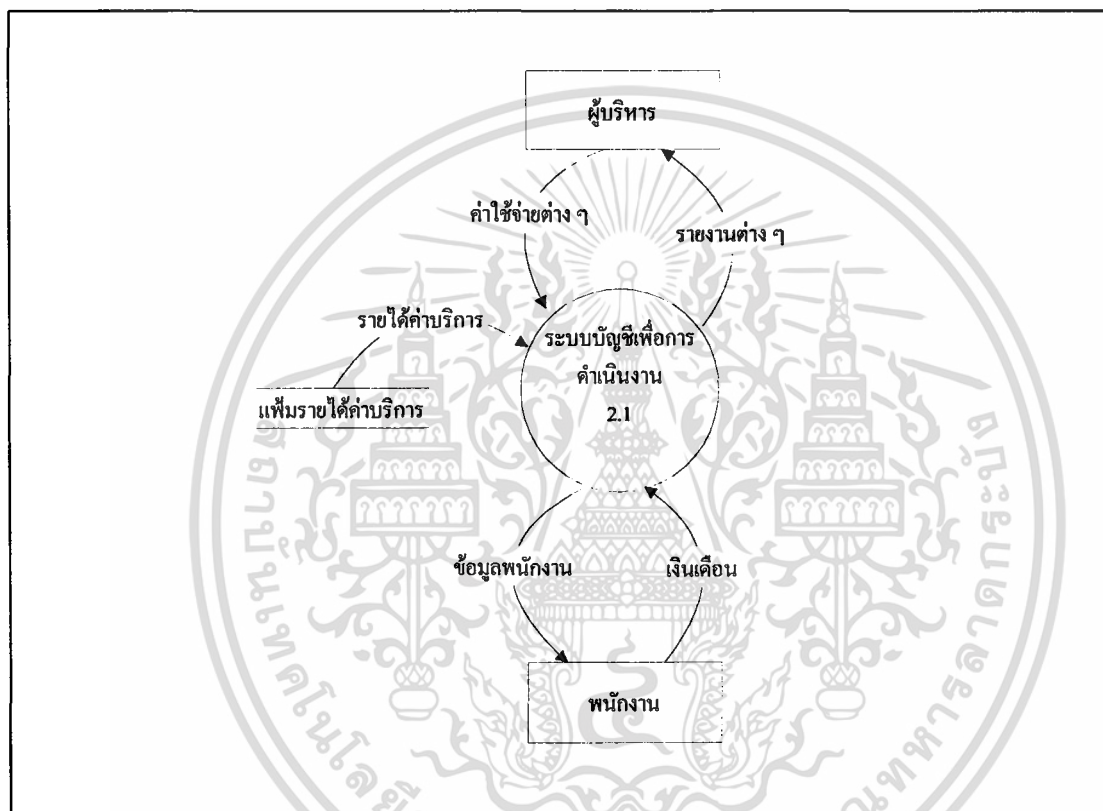 ผู้บริหาร
ค่าใช้จ่ายต่าง ๆ
รายงานต่าง ๆ
รายได้ค่าบริการ
ระบบบัญชีเพื่อการ
ดำเนินงาน
2.1
แฟ้มรายได้ค่าบริการ
ข้อมูลพนักงาน
เงินเดือน
พนักงาน